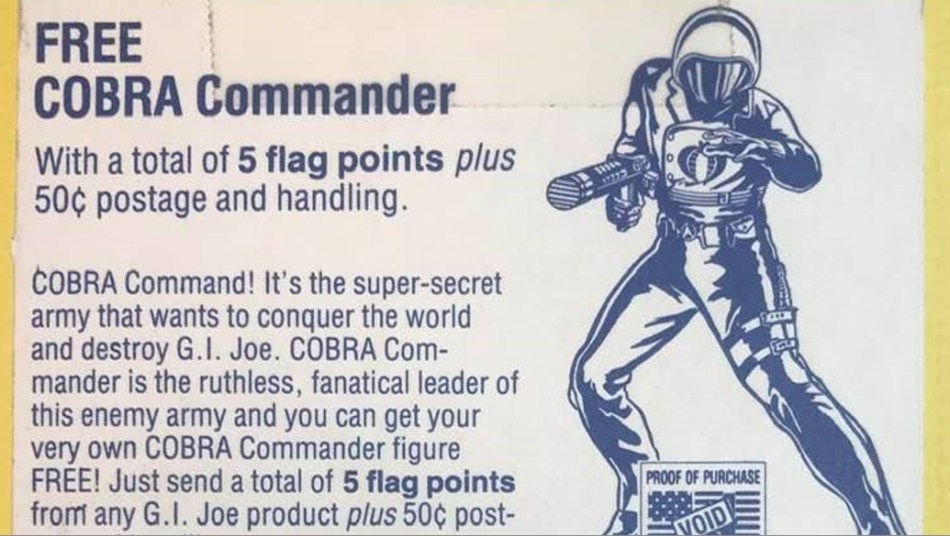 FREE
COBRA Commander
With a total of 5 flag points plus
50¢ postage and handling.
COBRA Command! It's the super-secret
army that wants to conquer the world
and destroy G.I. Joe. COBRA Com-
mander is the ruthless, fanatical leader of
this enemy army and you can get your
very own COBRA Commander figure
FREE! Just send a total of 5 flag points
from any G.I. Joe product plus 50¢ post-
PROOF OF PURCHASE
VOID